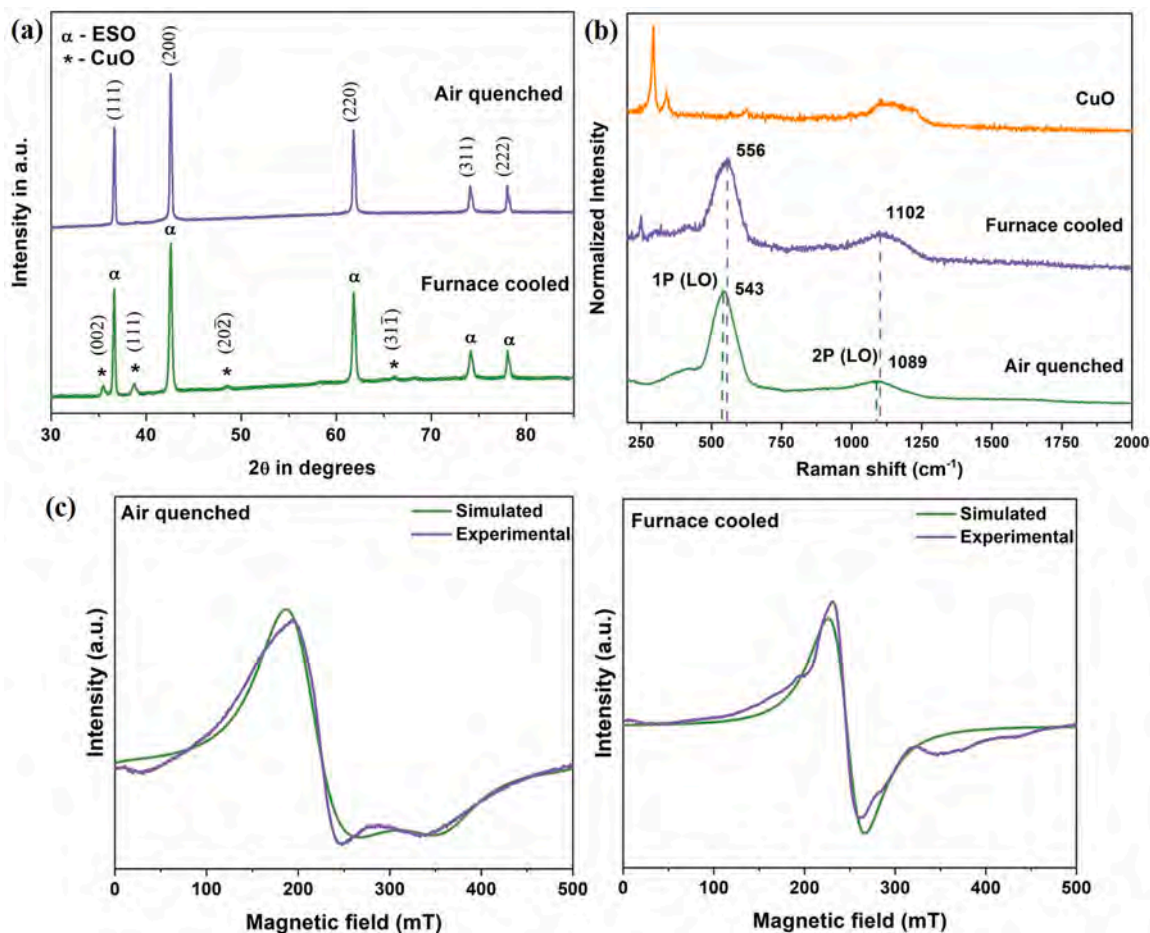 (a)
α - ESO
* - CuO
(111)
(200)
(220)
(311)
(222)
Air quenched
α
α
α
α
α
Furnace cooled
(002)
(111)
(202̅)
(311̅)
*
*
*
*
Intensity in a.u.
30 40 50 60 70 80
2θ in degrees
(b)
CuO
556
1102
Furnace cooled
1P (LO)
543
2P (LO)
1089
Air quenched
Normalized Intensity
250 500 750 1000 1250 1500 1750 2000
Raman shift (cm⁻¹)
(c)
Air quenched
Simulated
Experimental
Intensity (a.u.)
0 100 200 300 400 500
Magnetic field (mT)
Furnace cooled
Simulated
Experimental
Intensity (a.u.)
0 100 200 300 400 500
Magnetic field (mT)